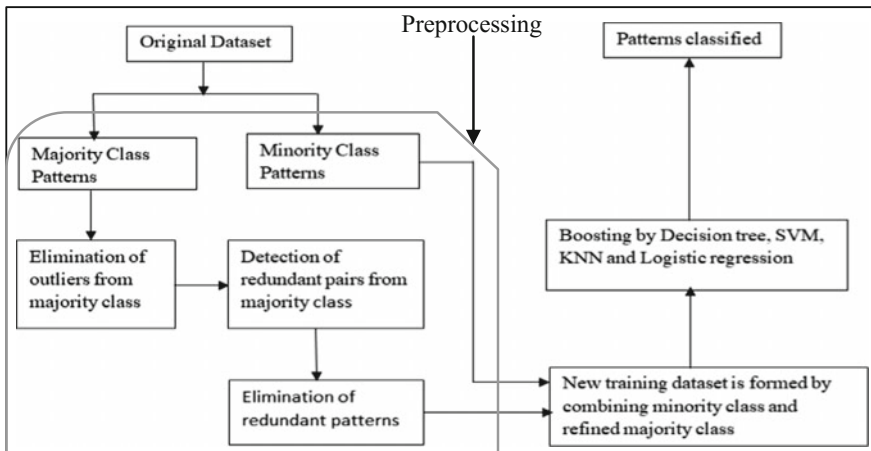 Original Dataset
Preprocessing
Patterns classified
Majority Class
Patterns
Minority Class
Patterns
Elimination of
outliers from
majority class
Detection of
redundant pairs from
majority class
Boosting by Decision tree, SVM,
KNN and Logistic regression
Elimination of
redundant patterns
New training dataset is formed by
combining minority class and
refined majority class